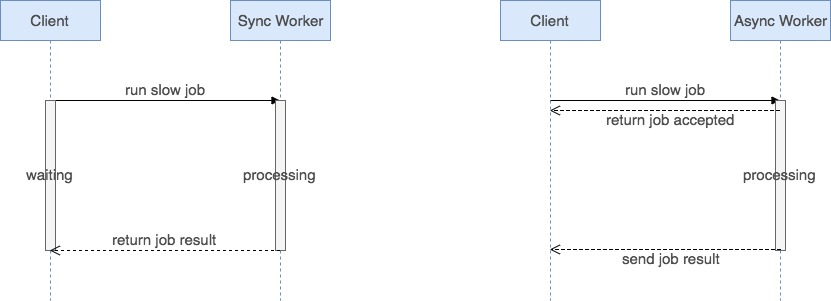 Client
Sync Worker
run slow job
waiting
processing
return job result
Client
Async Worker
run slow job
return job accepted
processing
send job result